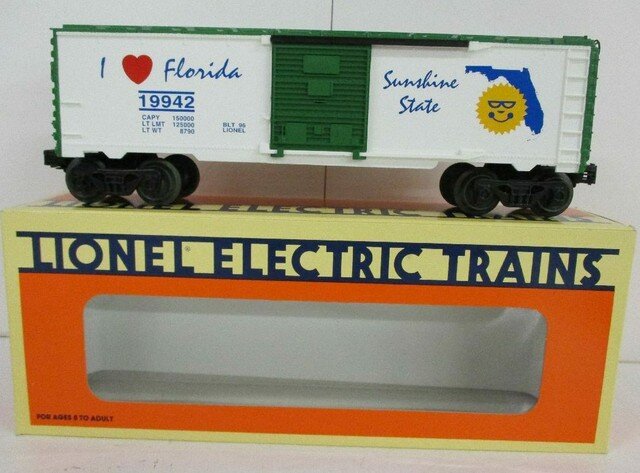 I ❤ Florida
19942
CAPY 150000
LT LMT 125000
LT WT 8790
BLT 96
LIONEL
Sunshine
State
LIONEL® ELECTRIC TRAINS
FOR AGES 8 TO ADULT